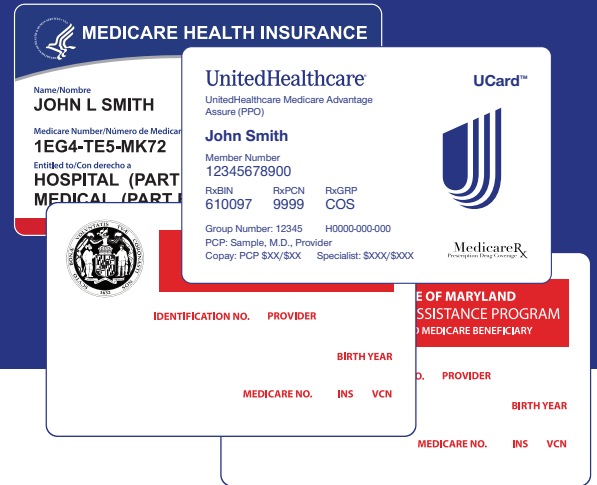 MEDICARE HEALTH INSURANCE
Name/Nombre
JOHN L SMITH
Medicare Number/Número de Medicar
1EG4-TE5-MK72
Entitled to/Con derecho a
HOSPITAL (PART
MEDICAL (PART
UnitedHealthcare®
UCard™
UnitedHealthcare Medicare Advantage
Assure (PPO)
John Smith
Member Number
12345678900
RxBIN RxPCN RxGRP
610097 9999 COS
Group Number: 12345 H0000-000-000
PCP: Sample, M.D., Provider
Copay: PCP $XX/$XX Specialist: $XXX/$XXX
MedicareRx
Prescription Drug Coverage
IDENTIFICATION NO. PROVIDER
BIRTH YEAR
MEDICARE NO. INS VCN
E OF MARYLAND
SSISTANCE PROGRAM
MEDICARE BENEFICIARY
O. PROVIDER
BIRTH YEAR
MEDICARE NO. INS VCN